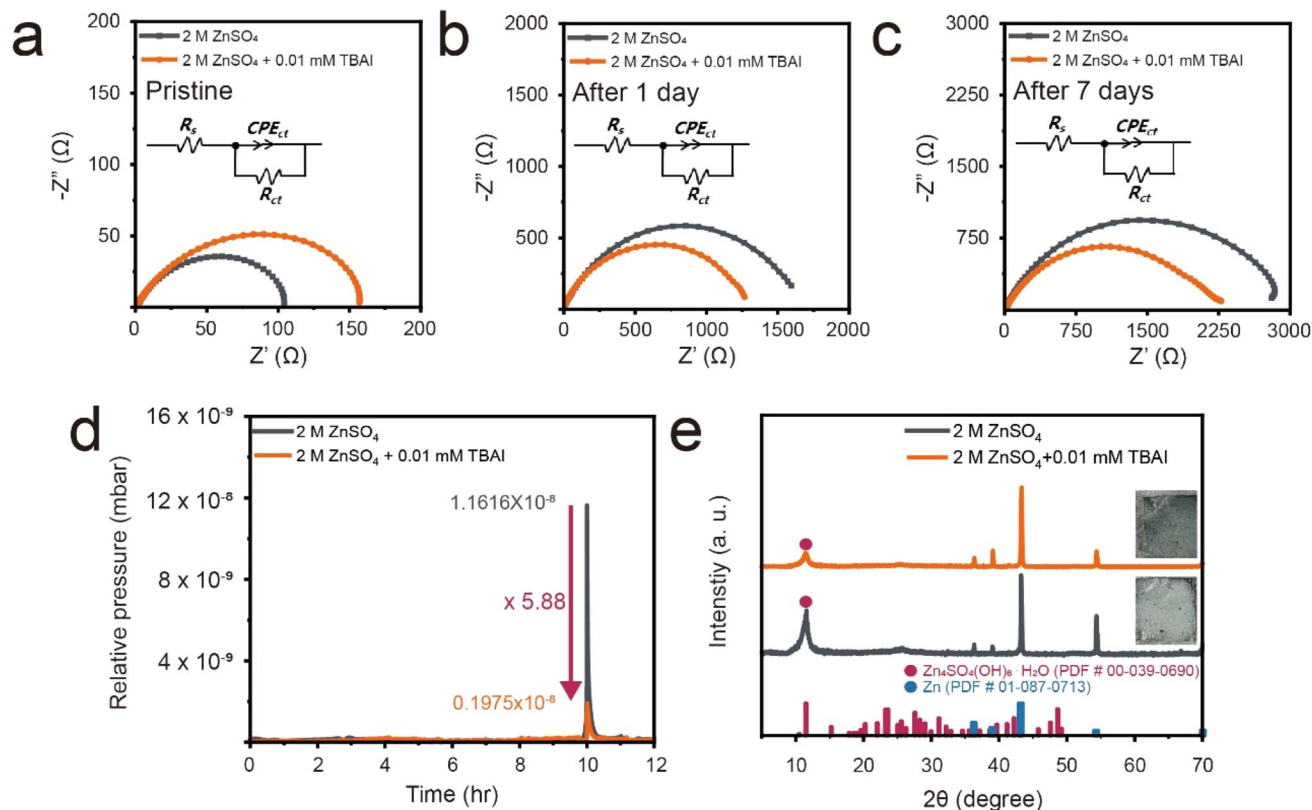 a
200
2 M ZnSO₄
2 M ZnSO₄ + 0.01 mM TBAI
Pristine
150
100
50
0
-Z” (Ω)
R_s
CPE_ct
R_ct
0 50 100 150 200
Z’ (Ω)
b
2000
2 M ZnSO₄
2 M ZnSO₄ + 0.01 mM TBAI
After 1 day
1500
1000
500
0
-Z” (Ω)
R_s
CPE_ct
R_ct
0 500 1000 1500 2000
Z’ (Ω)
c
3000
2 M ZnSO₄
2 M ZnSO₄ + 0.01 mM TBAI
After 7 days
2250
1500
750
0
-Z” (Ω)
R_s
CPE_ct
R_ct
0 750 1500 2250 3000
Z’ (Ω)
d
16 x 10⁻⁹
2 M ZnSO₄
2 M ZnSO₄ + 0.01 mM TBAI
12 x 10⁻⁹
8 x 10⁻⁹
4 x 10⁻⁹
0
Relative pressure (mbar)
1.1616X10⁻⁸
x 5.88
0.1975x10⁻⁸
0 2 4 6 8 10 12
Time (hr)
e
2 M ZnSO₄
2 M ZnSO₄+0.01 mM TBAI
Intenstiy (a. u.)
Zn₄SO₄(OH)₆ · H₂O (PDF # 00-039-0690)
Zn (PDF # 01-087-0713)
10 20 30 40 50 60 70
2θ (degree)